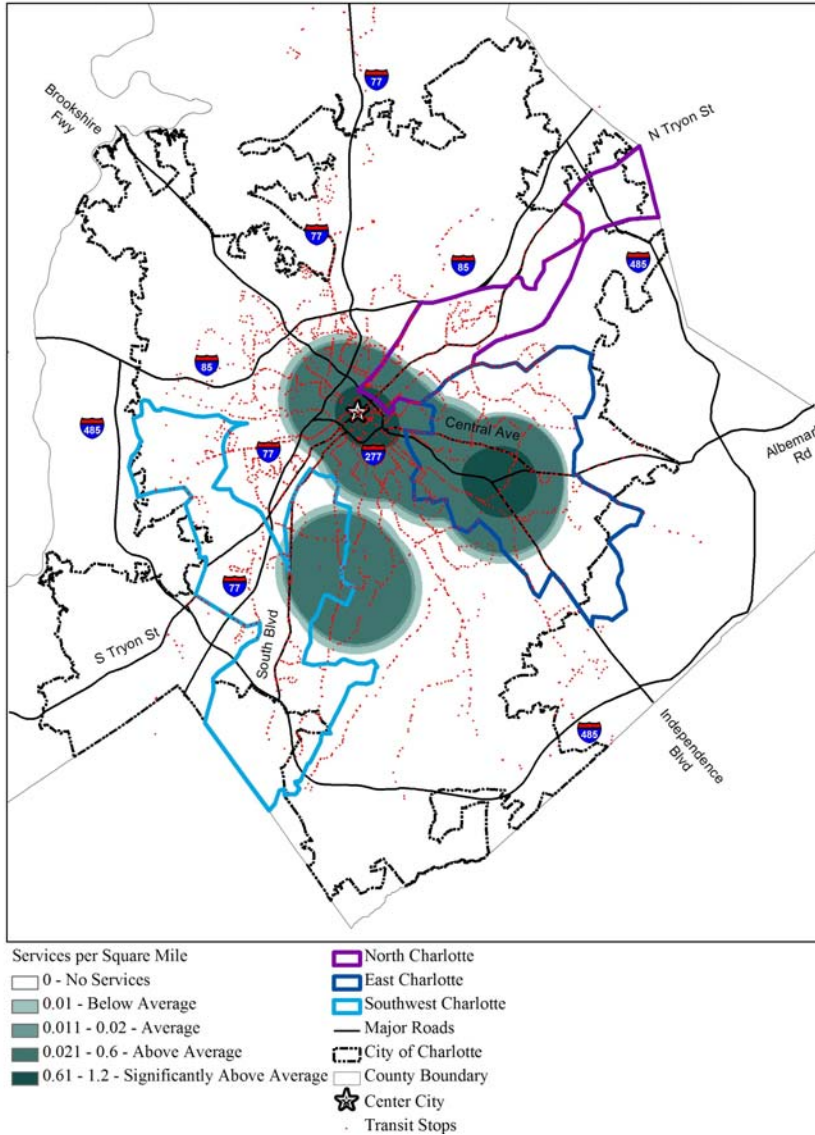 77
Brookshire
Fwy
N Tryon St
77
85
485
85
485
Central Ave
Albemarle
Rd
77
277
77
S Tryon St
South Blvd
485
Independence
Blvd
Services per Square Mile
0 - No Services
0.01 - Below Average
0.011 - 0.02 - Average
0.021 - 0.6 - Above Average
0.61 - 1.2 - Significantly Above Average
North Charlotte
East Charlotte
Southwest Charlotte
Major Roads
City of Charlotte
County Boundary
Center City
Transit Stops